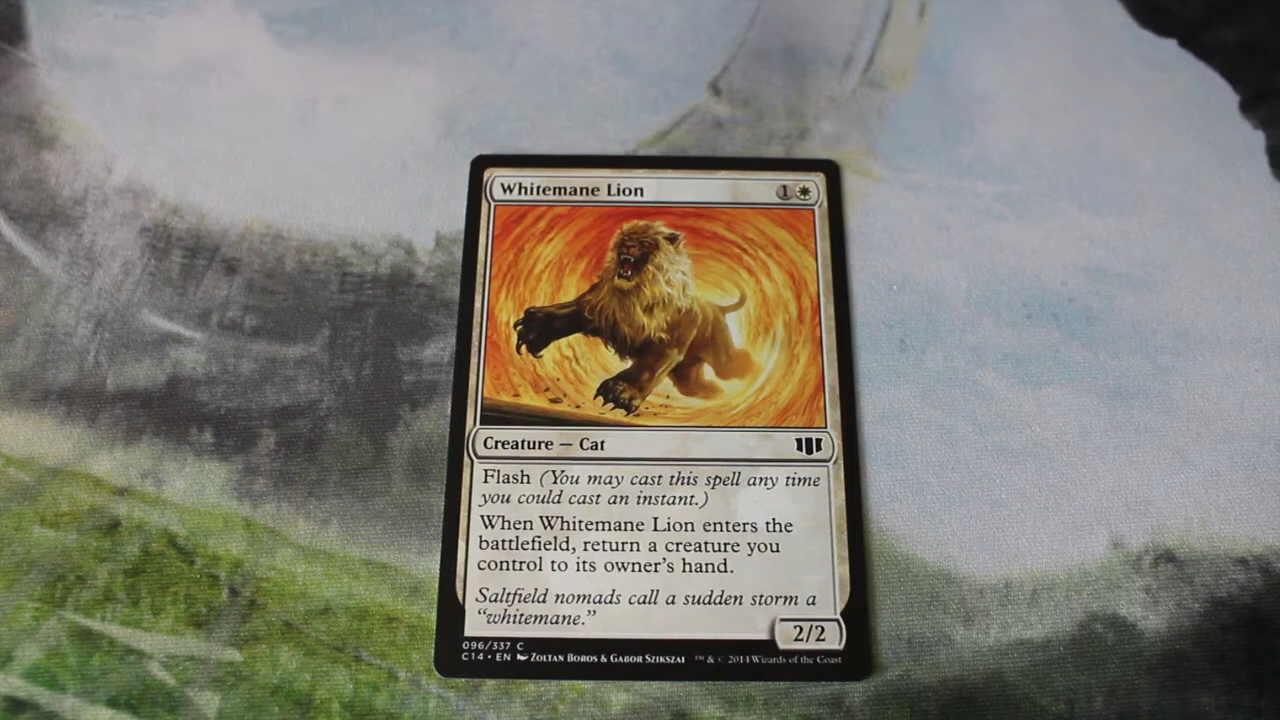 Whitemane Lion 1
Creature — Cat
Flash (You may cast this spell any time
you could cast an instant.)
When Whitemane Lion enters the
battlefield, return a creature you
control to its owner's hand.
Saltfield nomads call a sudden storm a
“whitemane.”
2/2
096/337 C
C14 • EN Zoltan Boros & Gabor Szikszai ™ & © 2014 Wizards of the Coast